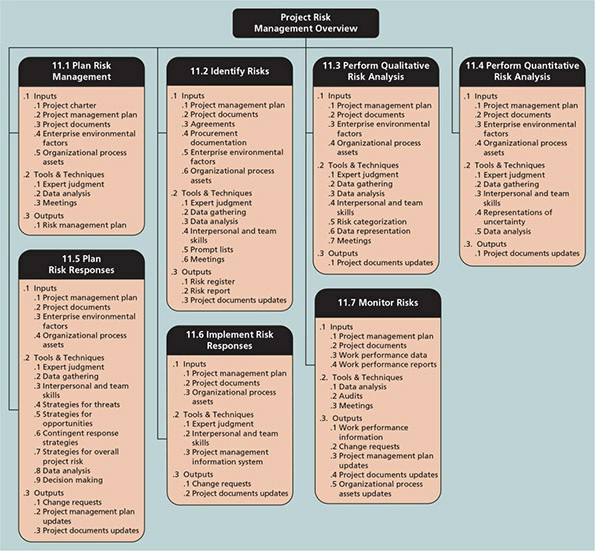 Project Risk
Management Overview
11.1 Plan Risk
Management
.1 Inputs
.1 Project charter
.2 Project management plan
.3 Project documents
.4 Enterprise environmental
factors
.5 Organizational process
assets
.2 Tools & Techniques
.1 Expert judgment
.2 Data analysis
.3 Meetings
.3 Outputs
.1 Risk management plan
11.2 Identify Risks
.1 Inputs
.1 Project management plan
.2 Project documents
.3 Agreements
.4 Procurement
documentation
.5 Enterprise environmental
factors
.6 Organizational process
assets
.2 Tools & Techniques
.1 Expert judgment
.2 Data gathering
.3 Data analysis
.4 Interpersonal and team
skills
.5 Prompt lists
.6 Meetings
.3 Outputs
.1 Risk register
.2 Risk report
.3 Project documents updates
11.3 Perform Qualitative
Risk Analysis
.1 Inputs
.1 Project management plan
.2 Project documents
.3 Enterprise environmental
factors
.4 Organizational process
assets
.2 Tools & Techniques
.1 Expert judgment
.2 Data gathering
.3 Data analysis
.4 Interpersonal and team
skills
.5 Risk categorization
.6 Data representation
.7 Meetings
.3 Outputs
.1 Project documents updates
11.4 Perform Quantitative
Risk Analysis
.1 Inputs
.1 Project management plan
.2 Project documents
.3 Enterprise environmental
factors
.4 Organizational process
assets
.2 Tools & Techniques
.1 Expert judgment
.2 Data gathering
.3 Interpersonal and team
skills
.4 Representations of
uncertainty
.5 Data analysis
.3. Outputs
.1 Project documents updates
11.5 Plan
Risk Responses
.1 Inputs
.1 Project management plan
.2 Project documents
.3 Enterprise environmental
factors
.4 Organizational process
assets
.2 Tools & Techniques
.1 Expert judgment
.2 Data gathering
.3 Interpersonal and team
skills
.4 Strategies for threats
.5 Strategies for
opportunities
.6 Contingent response
strategies
.7 Strategies for overall
project risk
.8 Data analysis
.9 Decision making
.3 Outputs
.1 Change requests
.2 Project management plan
updates
.3 Project documents updates
11.6 Implement Risk
Responses
.1 Inputs
.1 Project management plan
.2 Project documents
.3 Organizational process
assets
.2 Tools & Techniques
.1 Expert judgment
.2 Interpersonal and team
skills
.3 Project management
information system
.3 Outputs
.1 Change requests
.2 Project documents updates
11.7 Monitor Risks
.1 Inputs
.1 Project management plan
.2 Project documents
.3 Work performance data
.4 Work performance reports
.2. Tools & Techniques
.1 Data analysis
.2 Audits
.3 Meetings
.3. Outputs
.1 Work performance
information
.2 Change requests
.3 Project management plan
updates
.4 Project documents updates
.5 Organizational process
assets updates